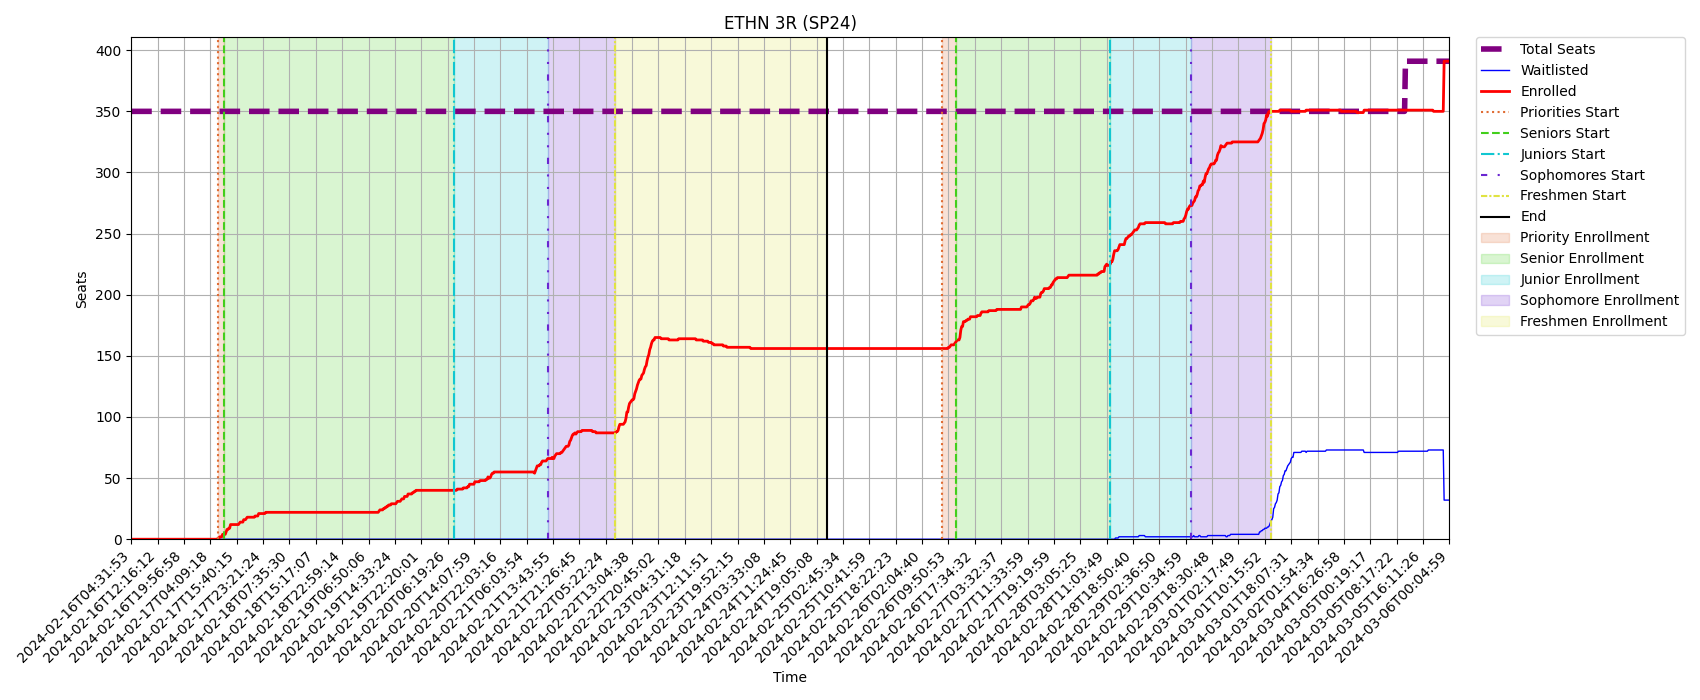 ETHN 3R (SP24)
Seats
400
350
300
250
200
150
100
50
0
2024-02-16T04:31:53
2024-02-16T12:16:12
2024-02-16T19:56:58
2024-02-17T04:09:18
2024-02-17T15:40:15
2024-02-17T23:21:24
2024-02-18T07:35:30
2024-02-18T15:17:07
2024-02-18T22:59:14
2024-02-19T06:50:06
2024-02-19T14:33:24
2024-02-19T22:20:01
2024-02-20T06:19:26
2024-02-20T14:07:59
2024-02-20T22:03:16
2024-02-21T06:03:54
2024-02-21T13:43:55
2024-02-21T21:26:45
2024-02-22T05:22:24
2024-02-22T13:04:38
2024-02-22T20:45:02
2024-02-23T04:31:18
2024-02-23T12:11:51
2024-02-23T19:52:15
2024-02-24T03:33:08
2024-02-24T11:24:45
2024-02-24T19:05:08
2024-02-25T02:45:34
2024-02-25T10:41:59
2024-02-25T18:22:23
2024-02-26T02:04:40
2024-02-26T09:50:53
2024-02-26T17:34:32
2024-02-27T03:32:37
2024-02-27T11:33:59
2024-02-27T19:19:59
2024-02-28T03:05:25
2024-02-28T11:03:49
2024-02-28T18:50:40
2024-02-29T02:36:50
2024-02-29T10:34:59
2024-02-29T18:30:49
2024-03-01T02:17:49
2024-03-01T10:15:52
2024-03-01T18:07:31
2024-03-02T01:54:34
2024-03-04T16:26:58
2024-03-05T00:19:17
2024-03-05T08:17:22
2024-03-05T16:11:26
2024-03-06T00:04:59
Time
Total Seats
Waitlisted
Enrolled
Priorities Start
Seniors Start
Juniors Start
Sophomores Start
Freshmen Start
End
Priority Enrollment
Senior Enrollment
Junior Enrollment
Sophomore Enrollment
Freshmen Enrollment